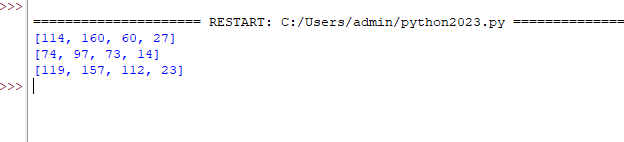 >>>
===================== RESTART: C:/Users/admin/python2023.py ==============
[114, 160, 60, 27]
[74, 97, 73, 14]
[119, 157, 112, 23]
>>>